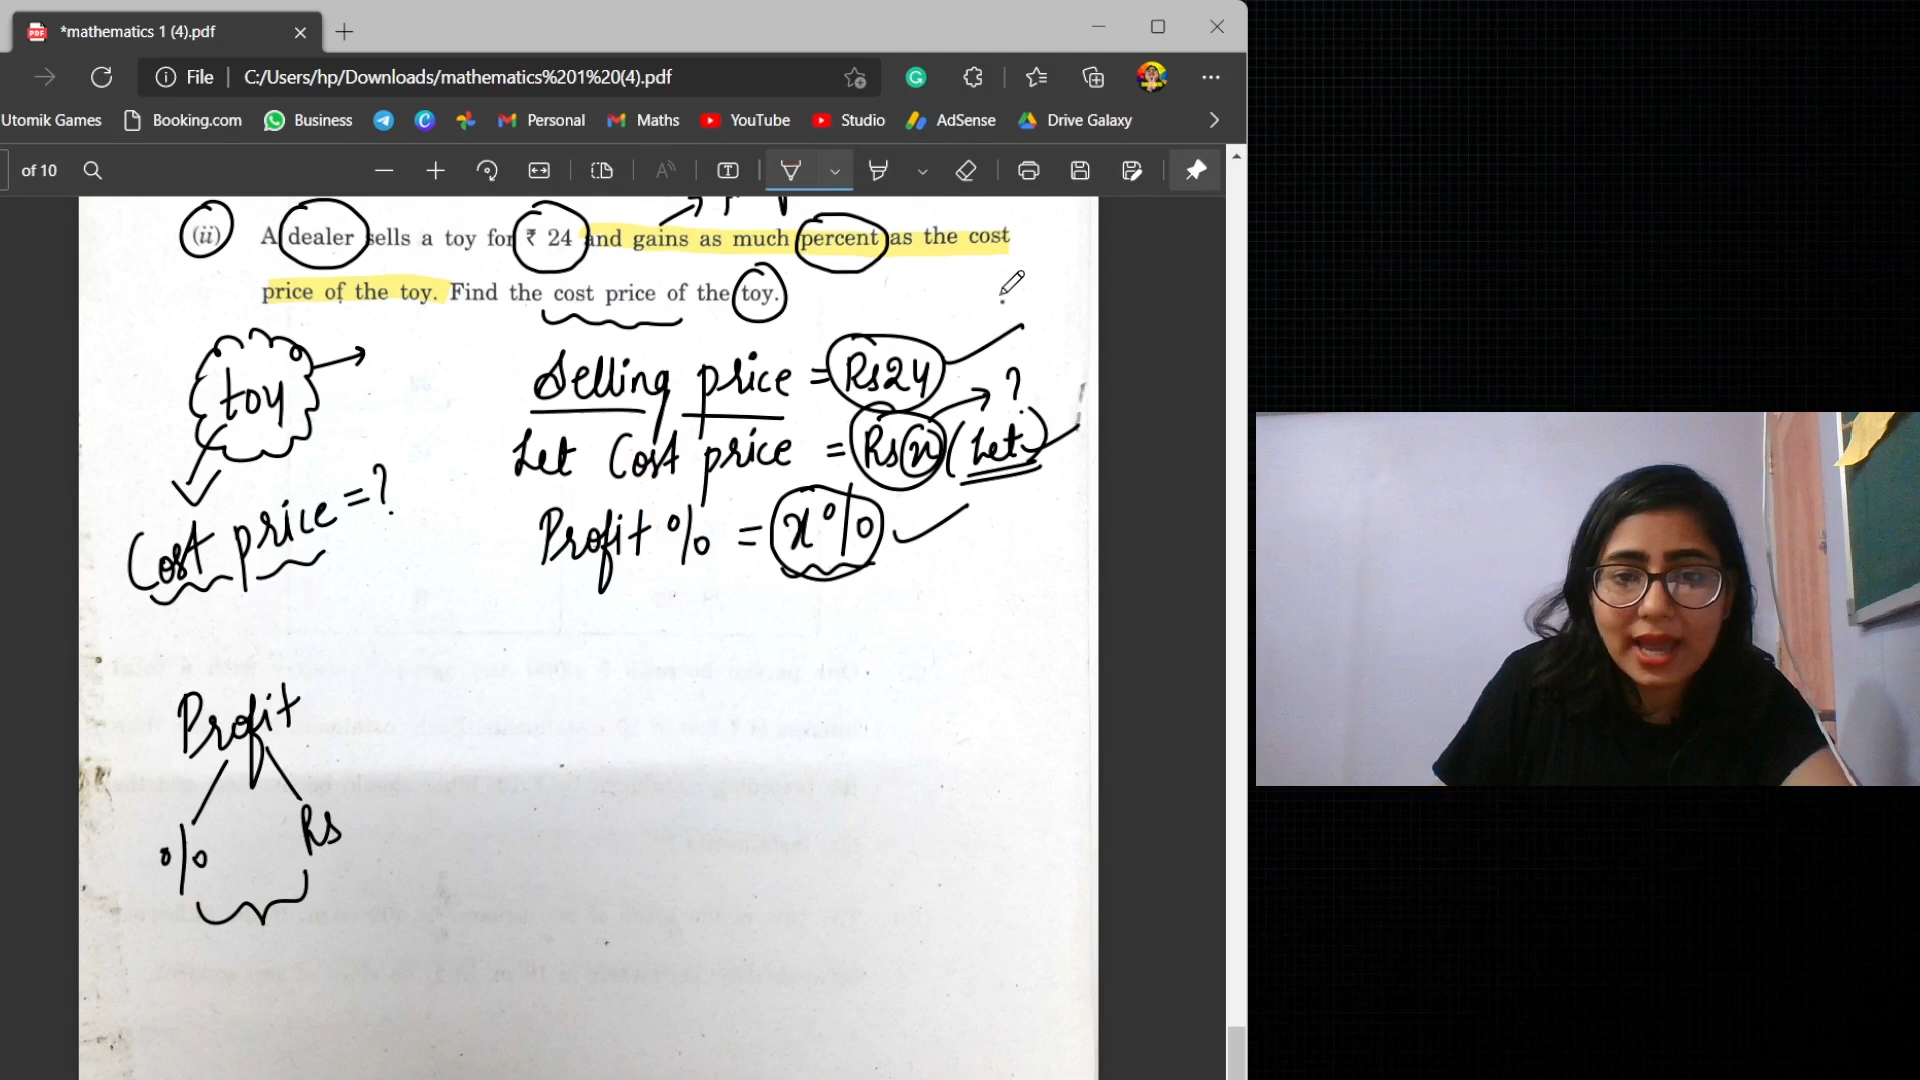 *mathematics 1 (4).pdf
File C:/Users/hp/Downloads/mathematics%201%20(4).pdf
Utomik Games Booking.com Business Personal Maths YouTube Studio AdSense Drive Galaxy
of 10
(ii) A dealer sells a toy for ₹ 24 and gains as much percent as the cost
price of the toy. Find the cost price of the toy.
toy
Cost price = ?
Selling price = Rs24
?
Let Cost price = Rs x (Let)
Profit % = x%
Profit
% Rs